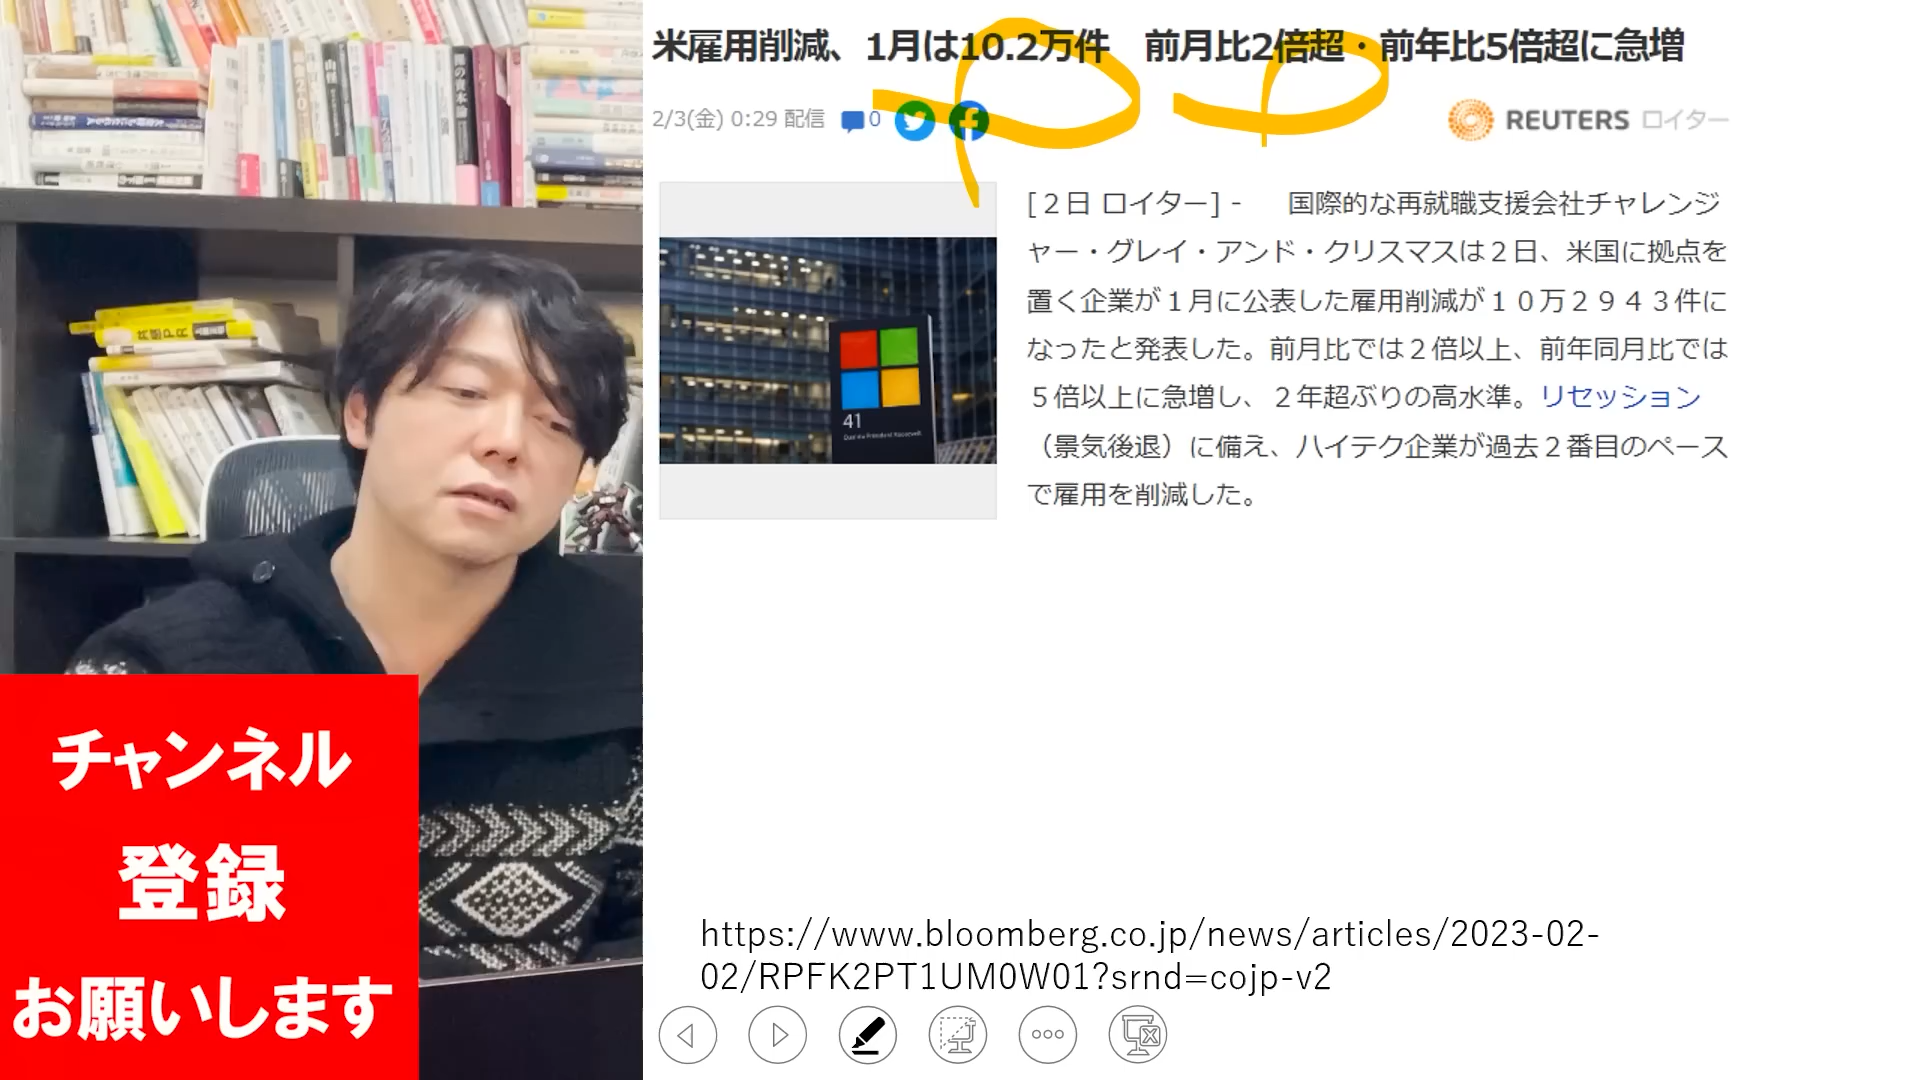 米雇用削減、1月は10.2万件　前月比2倍超・前年比5倍超に急増
2/3(金) 0:29 配信 0
REUTERS ロイター
[２日 ロイター] -　国際的な再就職支援会社チャレンジ
ャー・グレイ・アンド・クリスマスは２日、米国に拠点を
置く企業が１月に公表した雇用削減が１０万２９４３件に
なったと発表した。前月比では２倍以上、前年同月比では
５倍以上に急増し、２年超ぶりの高水準。リセッション
（景気後退）に備え、ハイテク企業が過去２番目のペース
で雇用を削減した。
41
チャンネル
登録
お願いします
https://www.bloomberg.co.jp/news/articles/2023-02-
02/RPFK2PT1UM0W01?srnd=cojp-v2